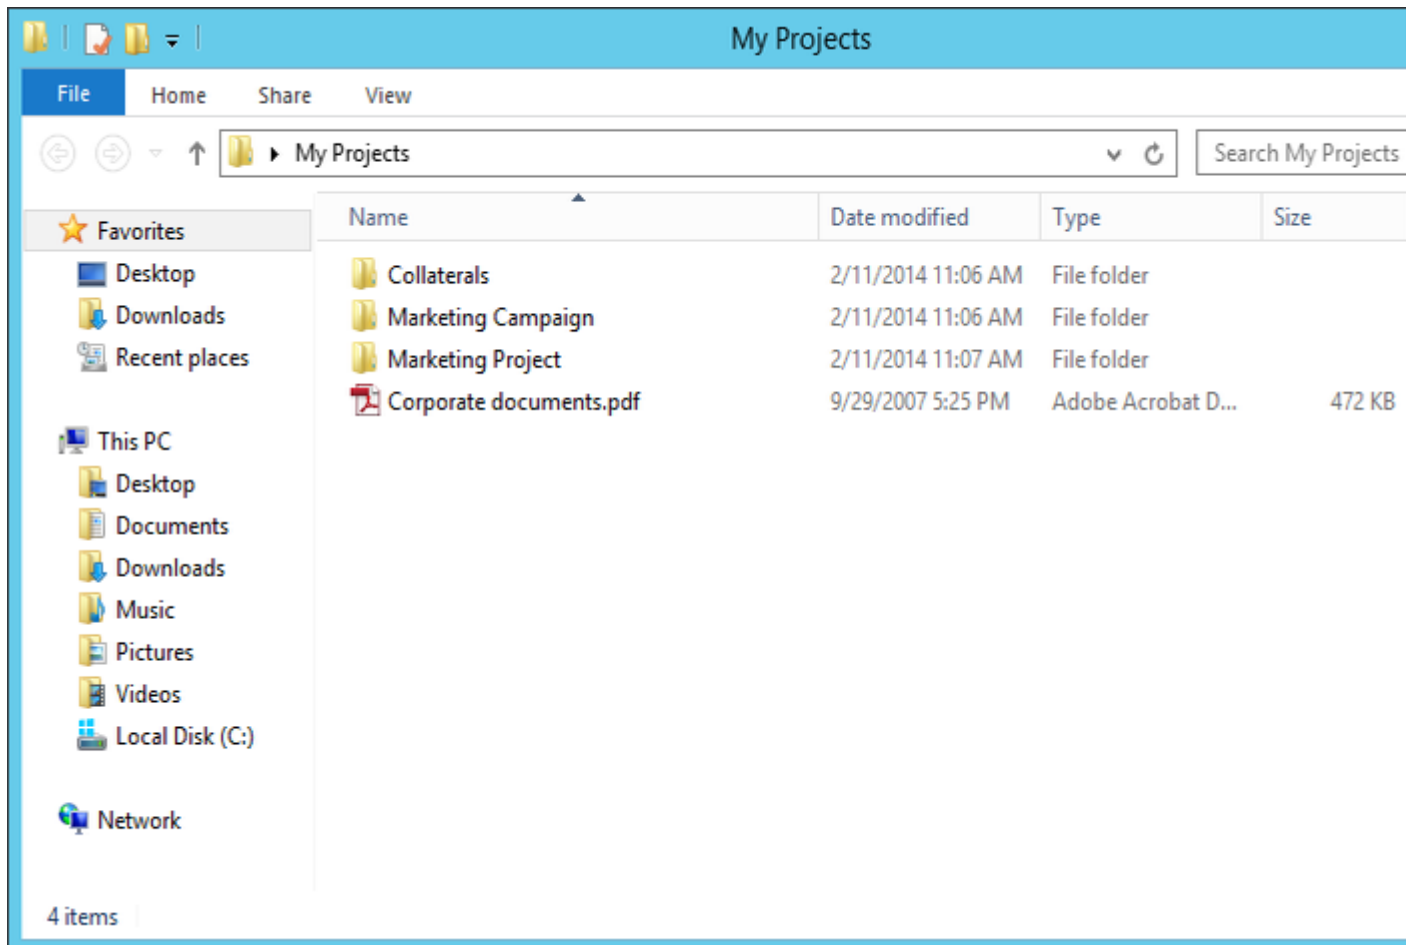 My Projects
File Home Share View
My Projects Search My Projects
Name Date modified Type Size
Favorites
Desktop
Downloads
Recent places
This PC
Desktop
Documents
Downloads
Music
Pictures
Videos
Local Disk (C:)
Network
Collaterals 2/11/2014 11:06 AM File folder
Marketing Campaign 2/11/2014 11:06 AM File folder
Marketing Project 2/11/2014 11:07 AM File folder
Corporate documents.pdf 9/29/2007 5:25 PM Adobe Acrobat D... 472 KB
4 items